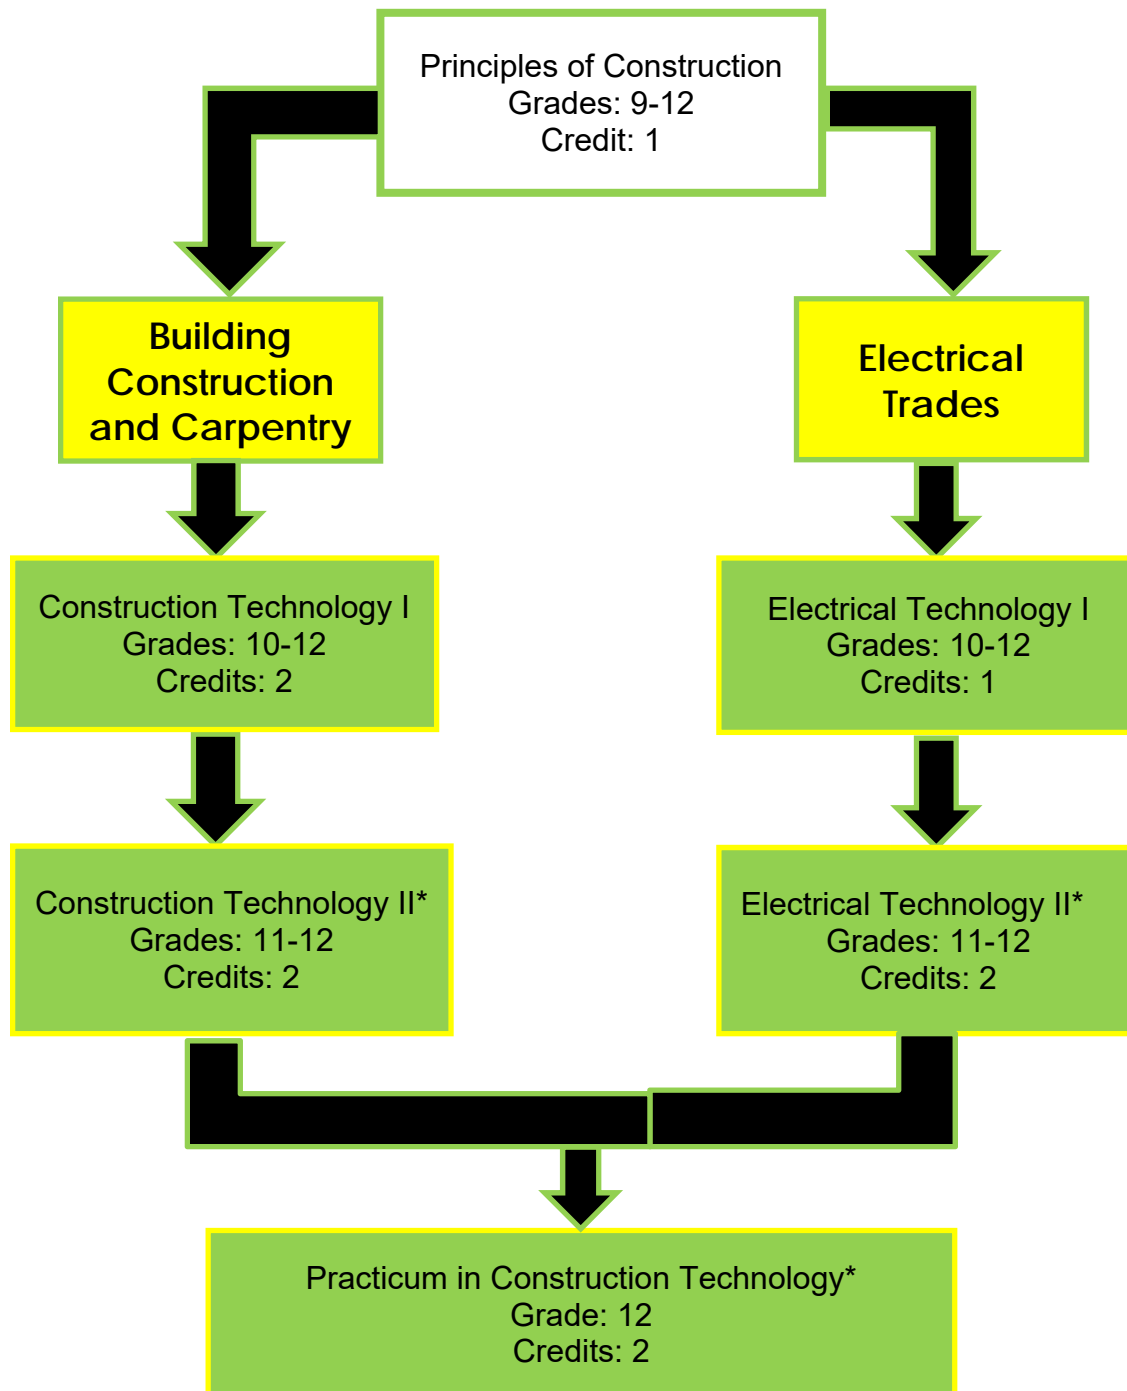 Principles of Construction
Grades: 9-12
Credit: 1
Building
Construction
and Carpentry
Electrical
Trades
Construction Technology I
Grades: 10-12
Credits: 2
Electrical Technology I
Grades: 10-12
Credits: 1
Construction Technology II*
Grades: 11-12
Credits: 2
Electrical Technology II*
Grades: 11-12
Credits: 2
Practicum in Construction Technology*
Grade: 12
Credits: 2